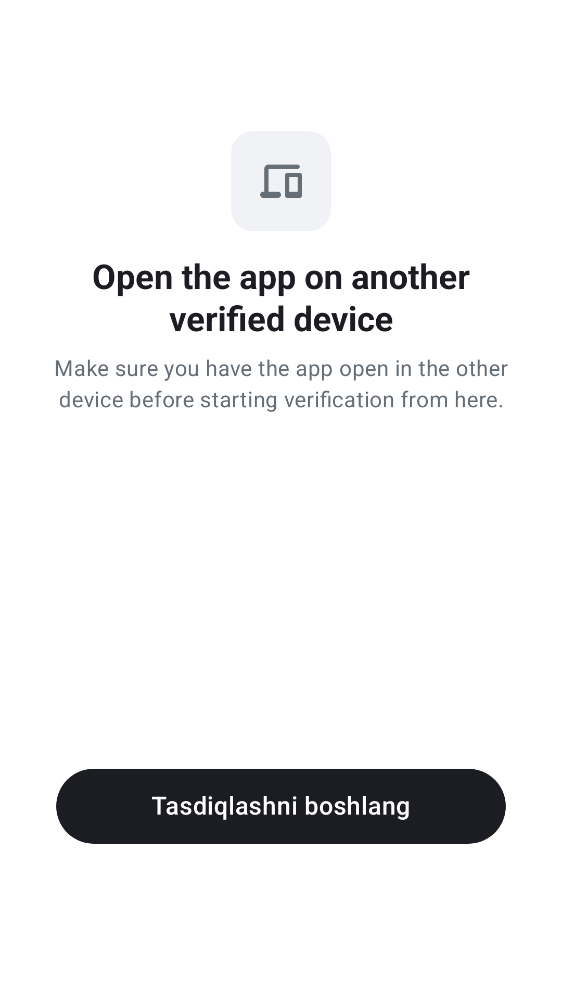 Open the app on another
verified device
Make sure you have the app open in the other
device before starting verification from here.
Tasdiqlashni boshlang